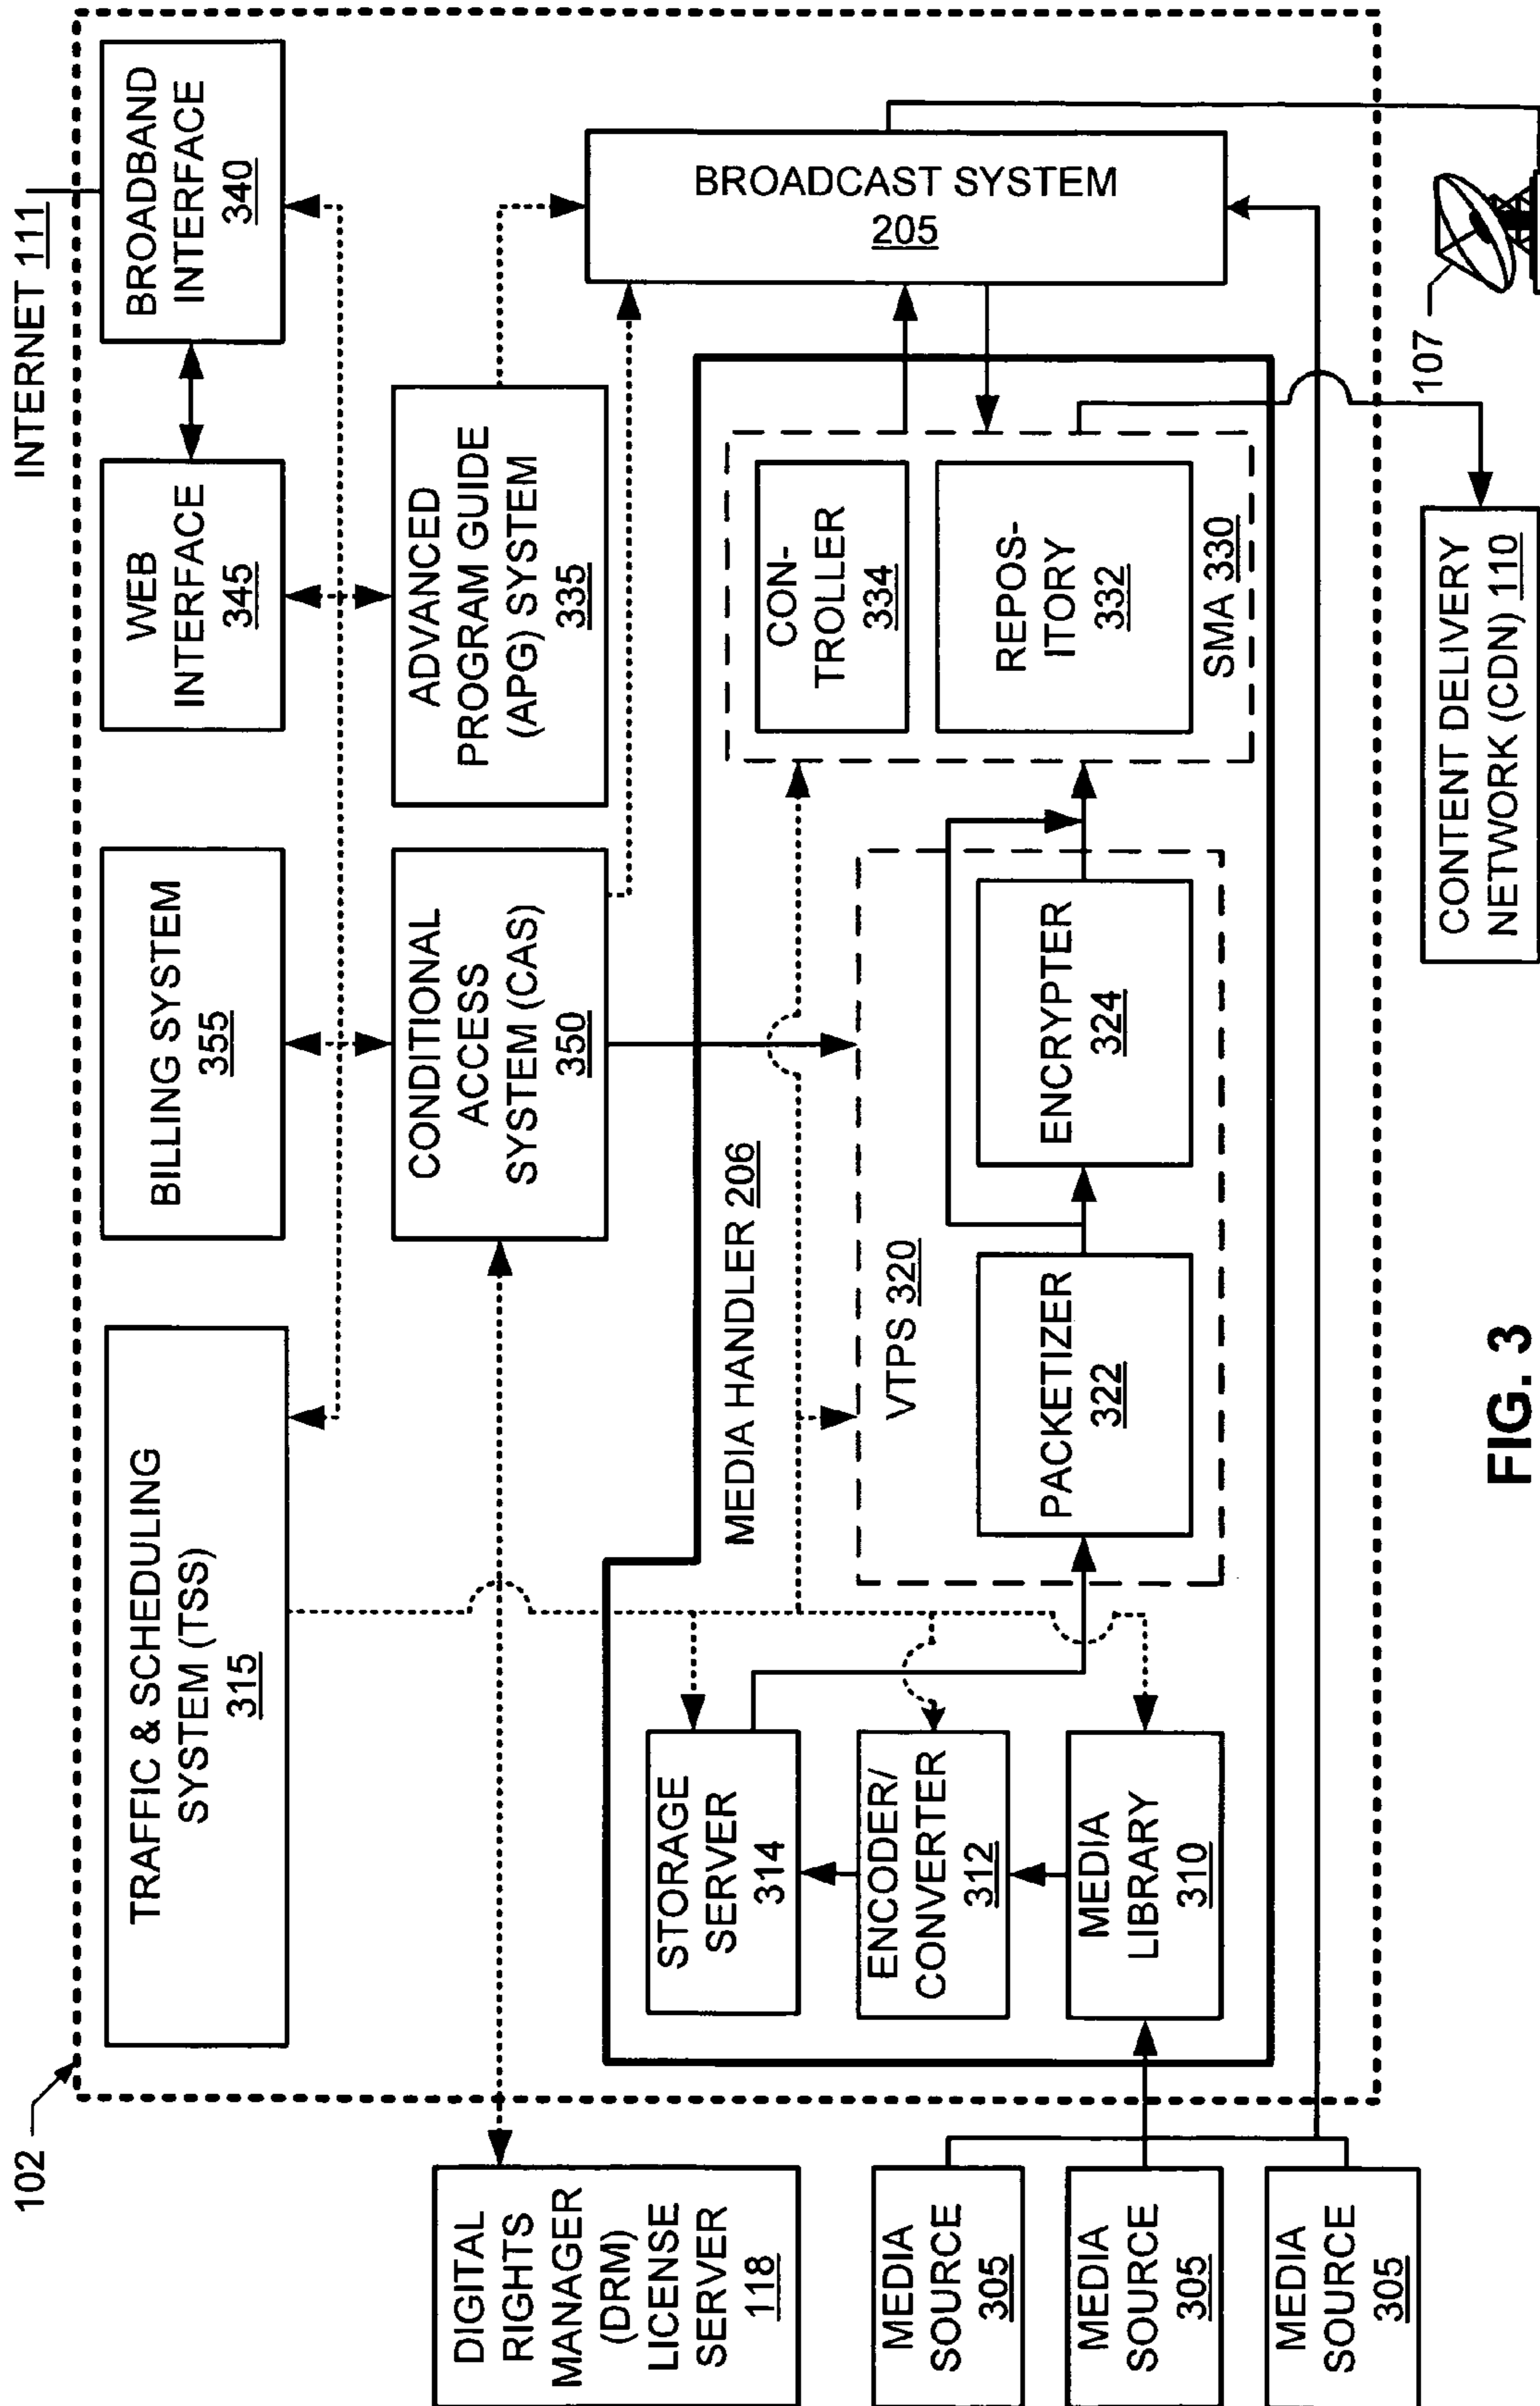 102
INTERNET 111
TRAFFIC & SCHEDULING
SYSTEM (TSS)
315
BILLING SYSTEM
355
WEB
INTERFACE
345
BROADBAND
INTERFACE
340
DIGITAL
RIGHTS
MANAGER
(DRM)
LICENSE
SERVER
118
CONDITIONAL
ACCESS
SYSTEM (CAS)
350
ADVANCED
PROGRAM GUIDE
(APG) SYSTEM
335
BROADCAST SYSTEM
205
MEDIA HANDLER 206
STORAGE
SERVER
314
ENCODER/
CONVERTER
312
MEDIA
LIBRARY
310
VTPS 320
PACKETIZER
322
ENCRYPTER
324
CON-
TROLLER
334
REPOS-
ITORY
332
SMA 330
MEDIA
SOURCE
305
MEDIA
SOURCE
305
MEDIA
SOURCE
305
CONTENT DELIVERY
NETWORK (CDN) 110
107
FIG. 3